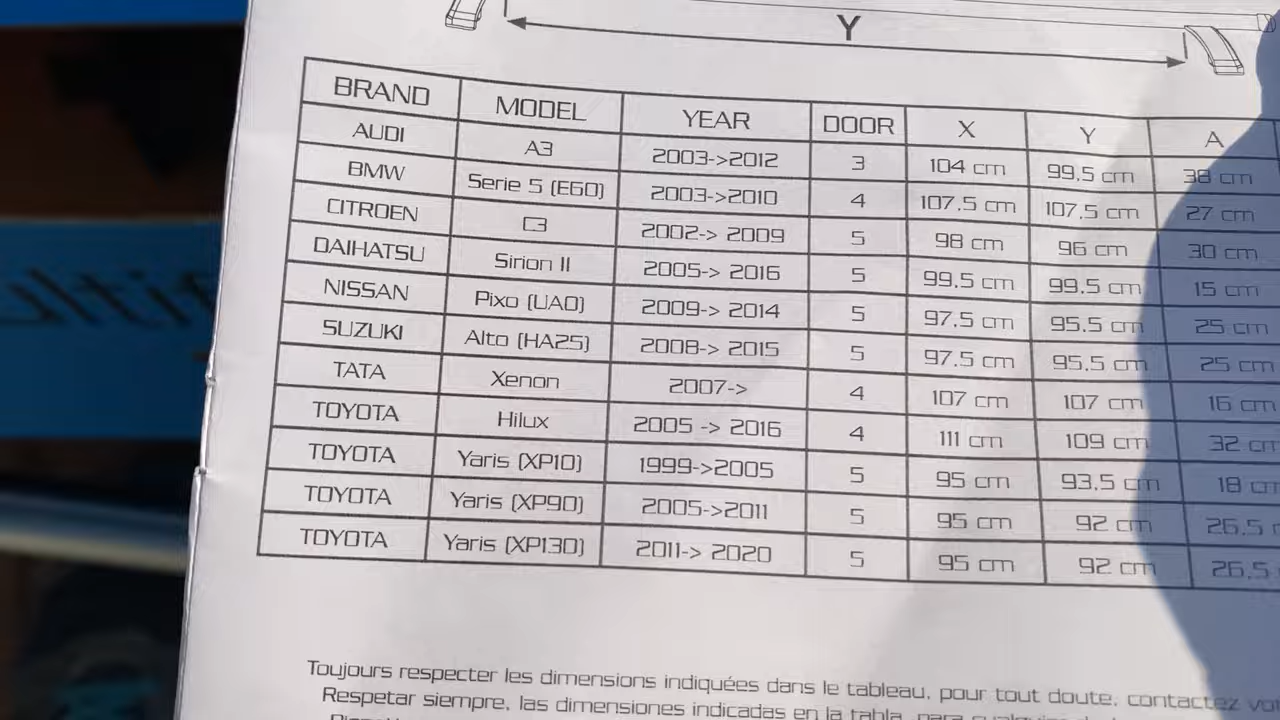 Y
BRAND MODEL YEAR DOOR X Y A
AUDI A3 2003->2012 3 104 cm 99,5 cm 38 cm
BMW Serie 5 (E60) 2003->2010 4 107,5 cm 107,5 cm 27 cm
CITROEN C3 2002-> 2009 5 98 cm 96 cm 30 cm
DAIHATSU Sirion II 2005-> 2016 5 99,5 cm 99,5 cm 15 cm
NISSAN Pixo (UA0) 2009-> 2014 5 97,5 cm 95,5 cm 25 cm
SUZUKI Alto (HA25) 2008-> 2015 5 97,5 cm 95,5 cm 25 cm
TATA Xenon 2007-> 4 107 cm 107 cm 16 cm
TOYOTA Hilux 2005 -> 2016 4 111 cm 109 cm 32 cm
TOYOTA Yaris (XP10) 1999->2005 5 95 cm 93,5 cm 18 cm
TOYOTA Yaris (XP90) 2005->2011 5 95 cm 92 cm 26,5
TOYOTA Yaris (XP130) 2011-> 2020 5 95 cm 92 cm 26,5
Toujours respecter les dimensions indiquées dans le tableau, pour tout doute, contactez
Respetar siempre, las dimensiones indicadas en la tabla, para